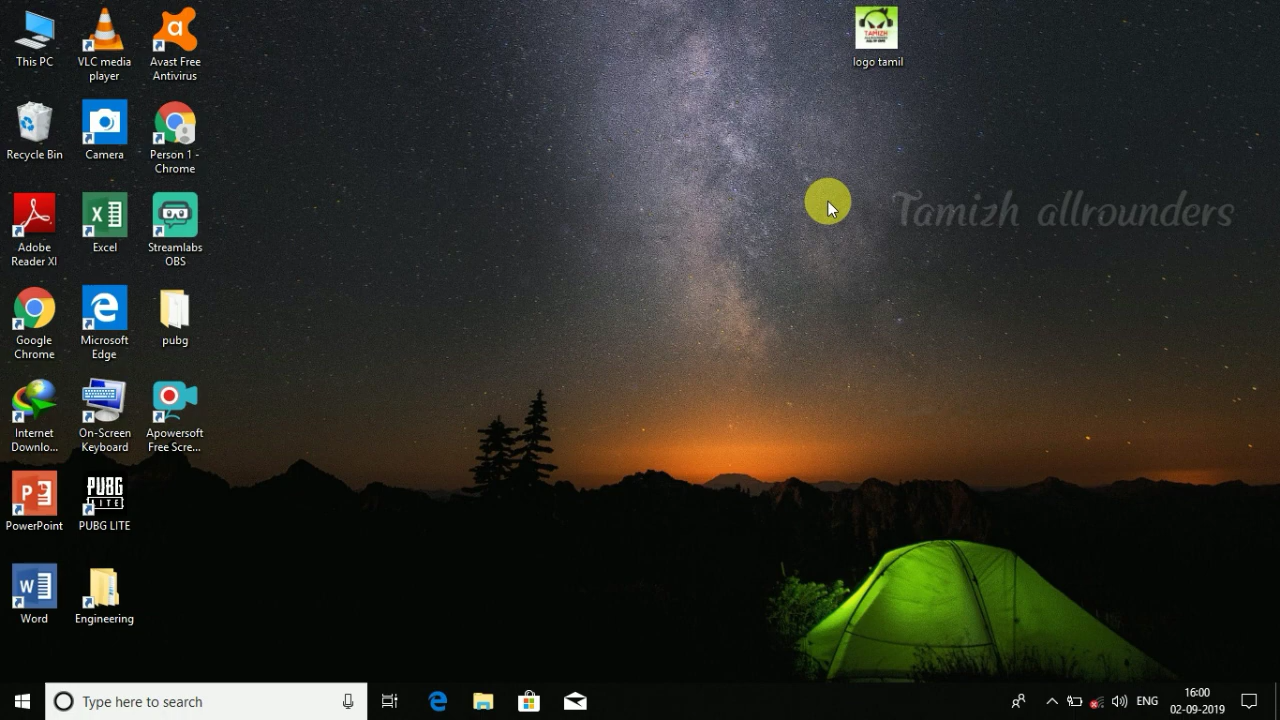 This PC
VLC media
player
Avast Free
Antivirus
logo tamil
TAMIZH
Recycle Bin
Camera
Person 1 -
Chrome
Adobe
Reader XI
Excel
Streamlabs
OBS
Tamizh allrounders
Google
Chrome
Microsoft
Edge
pubg
Internet
Downlo...
On-Screen
Keyboard
Apowersoft
Free Scre...
PowerPoint
PUBG
LITE
PUBG LITE
Word
Engineering
Type here to search
ENG
16:00
02-09-2019